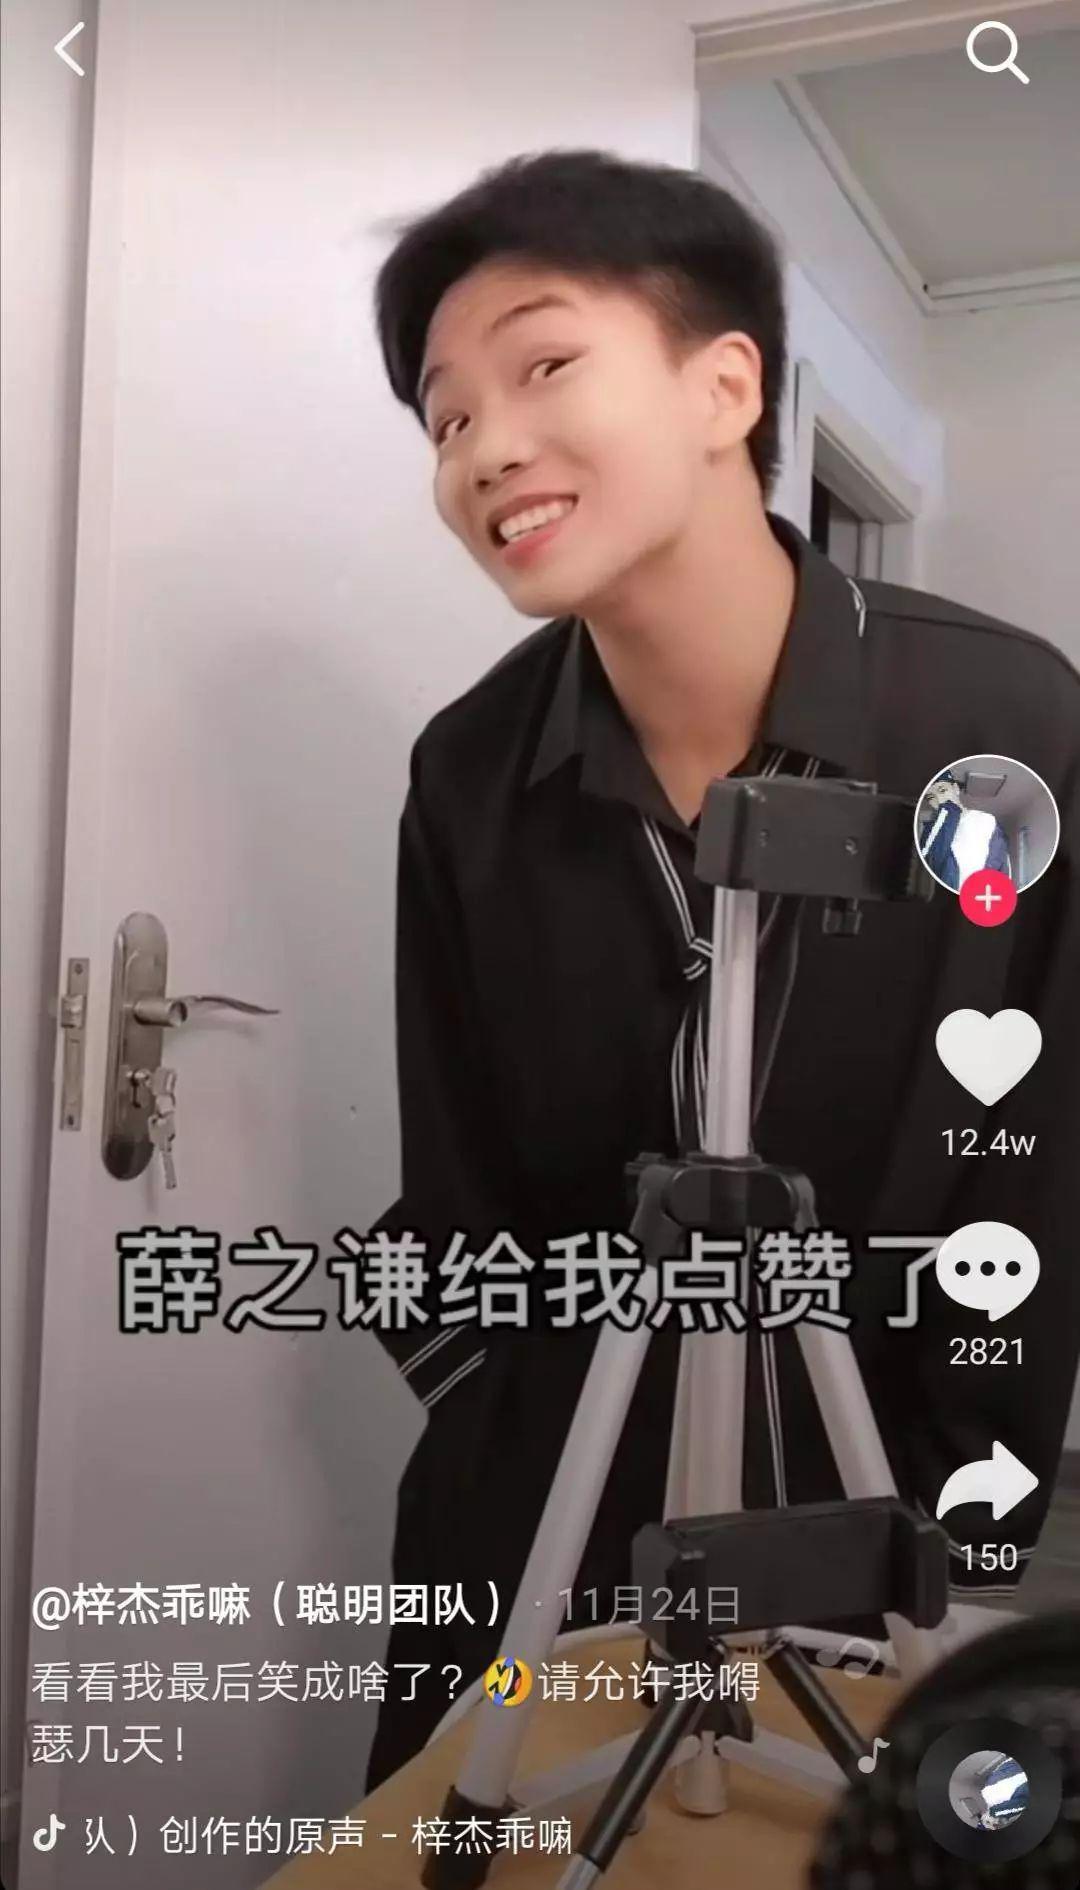 12.4w
薛之谦给我点赞了
2821
150
@梓杰乖嘛（聪明团队）· 11月24日
看看我最后笑成啥了？🤣请允许我嘚
瑟几天！
队）创作的原声 - 梓杰乖嘛